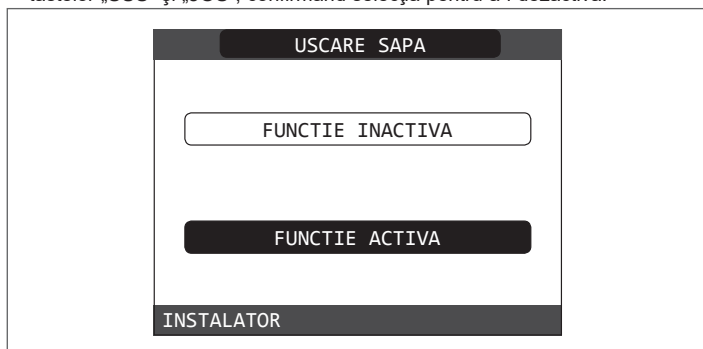 USCARE SAPA
FUNCTIE INACTIVA
FUNCTIE ACTIVA
INSTALATOR